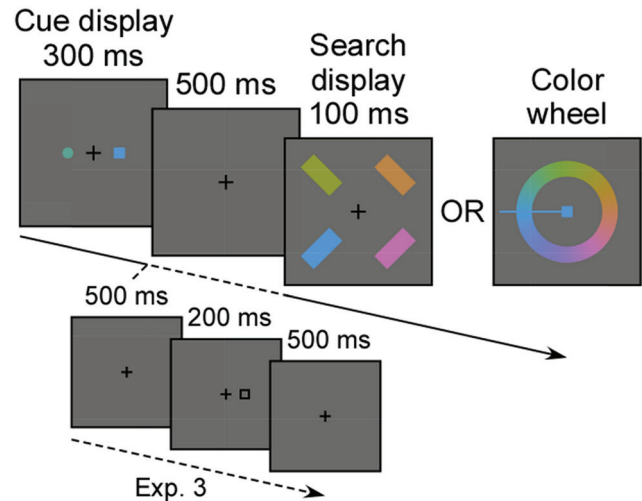 Cue display
300 ms
500 ms
Search
display
100 ms
OR
Color
wheel
500 ms
200 ms
500 ms
Exp. 3